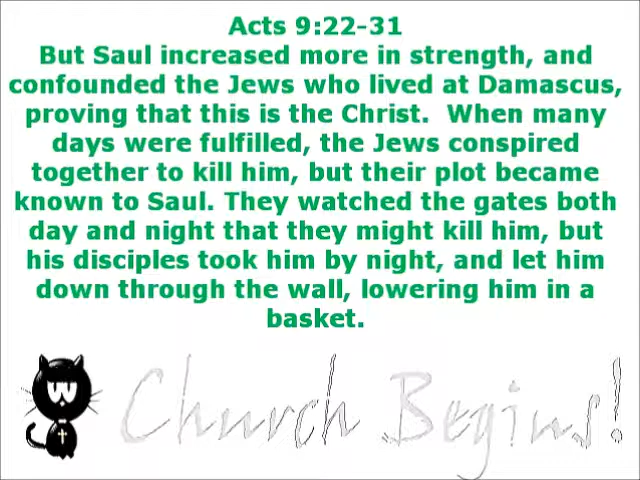 Acts 9:22-31
But Saul increased more in strength, and
confounded the Jews who lived at Damascus,
proving that this is the Christ.  When many
days were fulfilled, the Jews conspired
together to kill him, but their plot became
known to Saul. They watched the gates both
day and night that they might kill him, but
his disciples took him by night, and let him
down through the wall, lowering him in a
basket.
Church Begins!